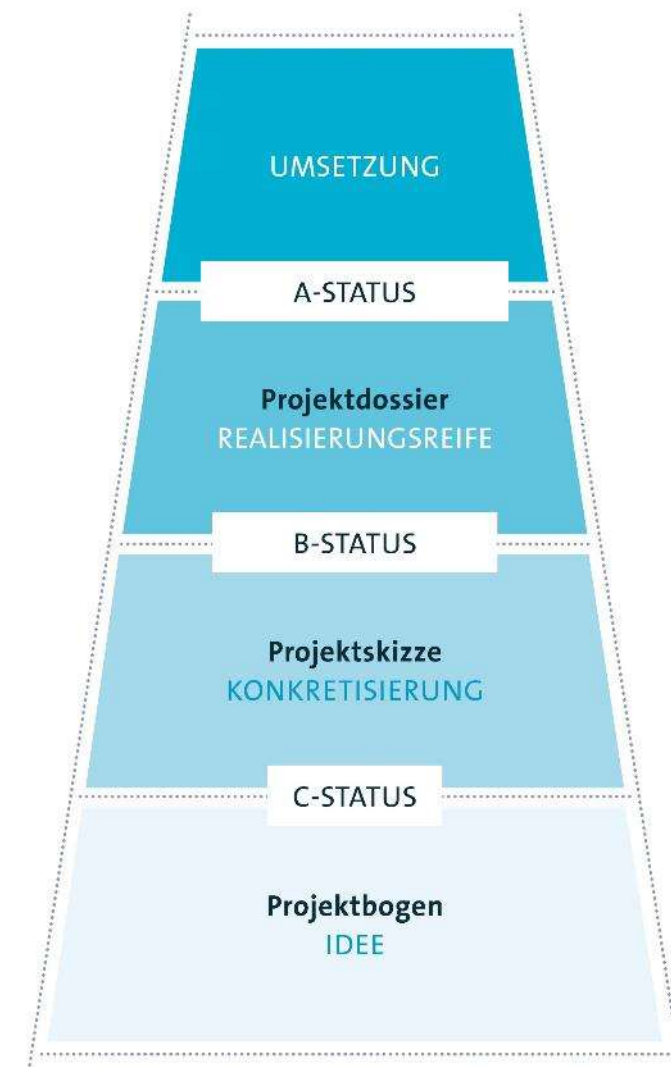 UMSETZUNG
A-STATUS
Projektdossier
REALISIERUNGSREIFE
B-STATUS
Projektskizze
KONKRETISIERUNG
C-STATUS
Projektbogen
IDEE